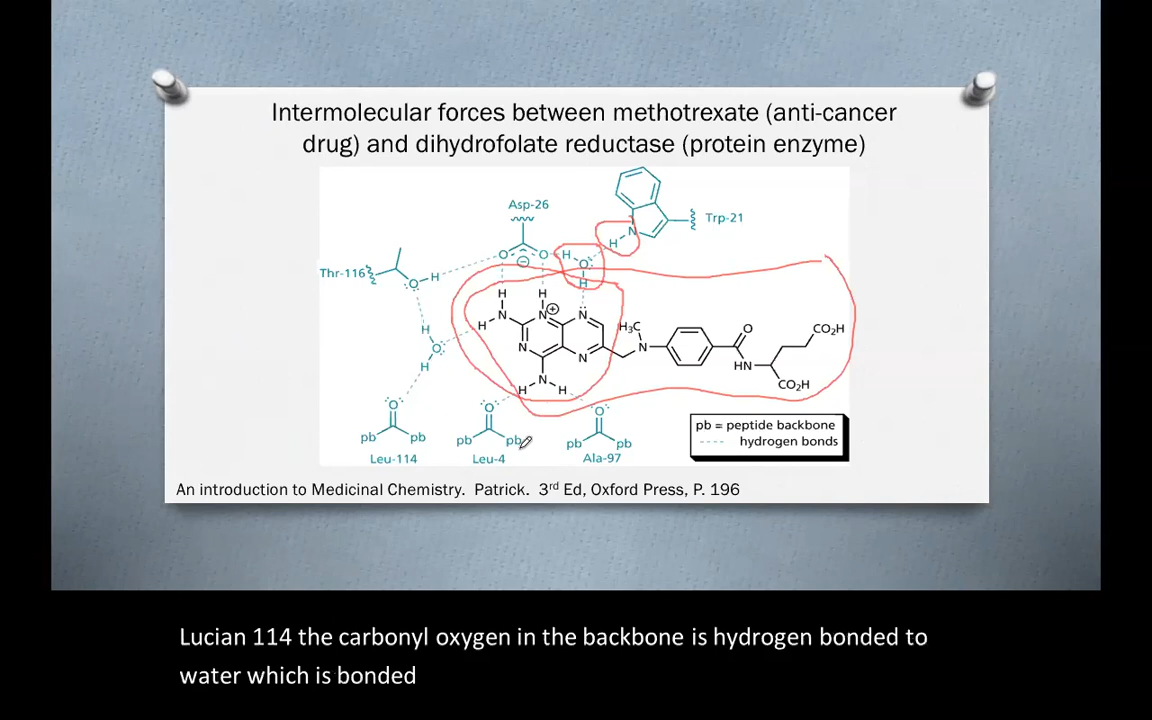 Intermolecular forces between methotrexate (anti-cancer
drug) and dihydrofolate reductase (protein enzyme)
Asp-26
Trp-21
N
H
O
O
H
O
H
Thr-116
O
H
H
H
H
N
N
N
H
H
O
H
N
N
H₃C
N
O
HN
CO₂H
CO₂H
N
H
H
O
O
O
pb
pb
pb
pb
pb
pb
Leu-114
Leu-4
Ala-97
pb = peptide backbone
hydrogen bonds
An introduction to Medicinal Chemistry. Patrick. 3rd Ed, Oxford Press, P. 196
Lucian 114 the carbonyl oxygen in the backbone is hydrogen bonded to
water which is bonded